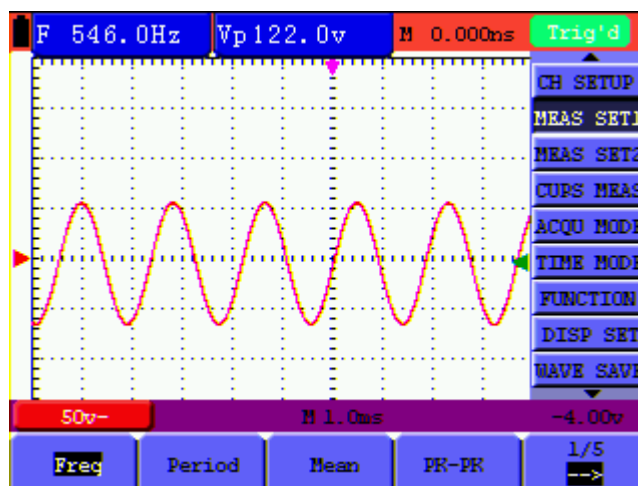 F 546.0Hz Vp122.0v M 0.000ns Trig'd
CH SETUP
MEAS SET1
MEAS SET2
CUPS MEAS
ACQU MODE
TIME MODE
FUNCTION
DISP SET
WAVE SAVE
50v~ M 1.0ms -4.00v
Freq Period Mean PK-PK 1/5
-->